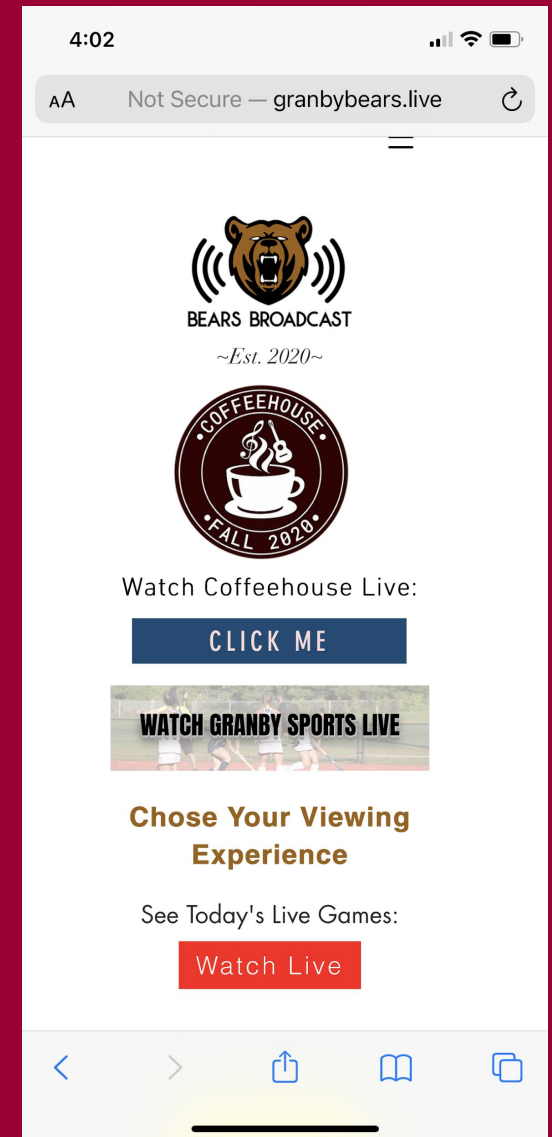 4:02
AA Not Secure — granbybears.live
BEARS BROADCAST
~Est. 2020~
•COFFEEHOUSE•
•FALL 2020•
Watch Coffeehouse Live:
CLICK ME
WATCH GRANBY SPORTS LIVE
Chose Your Viewing
Experience
See Today's Live Games:
Watch Live